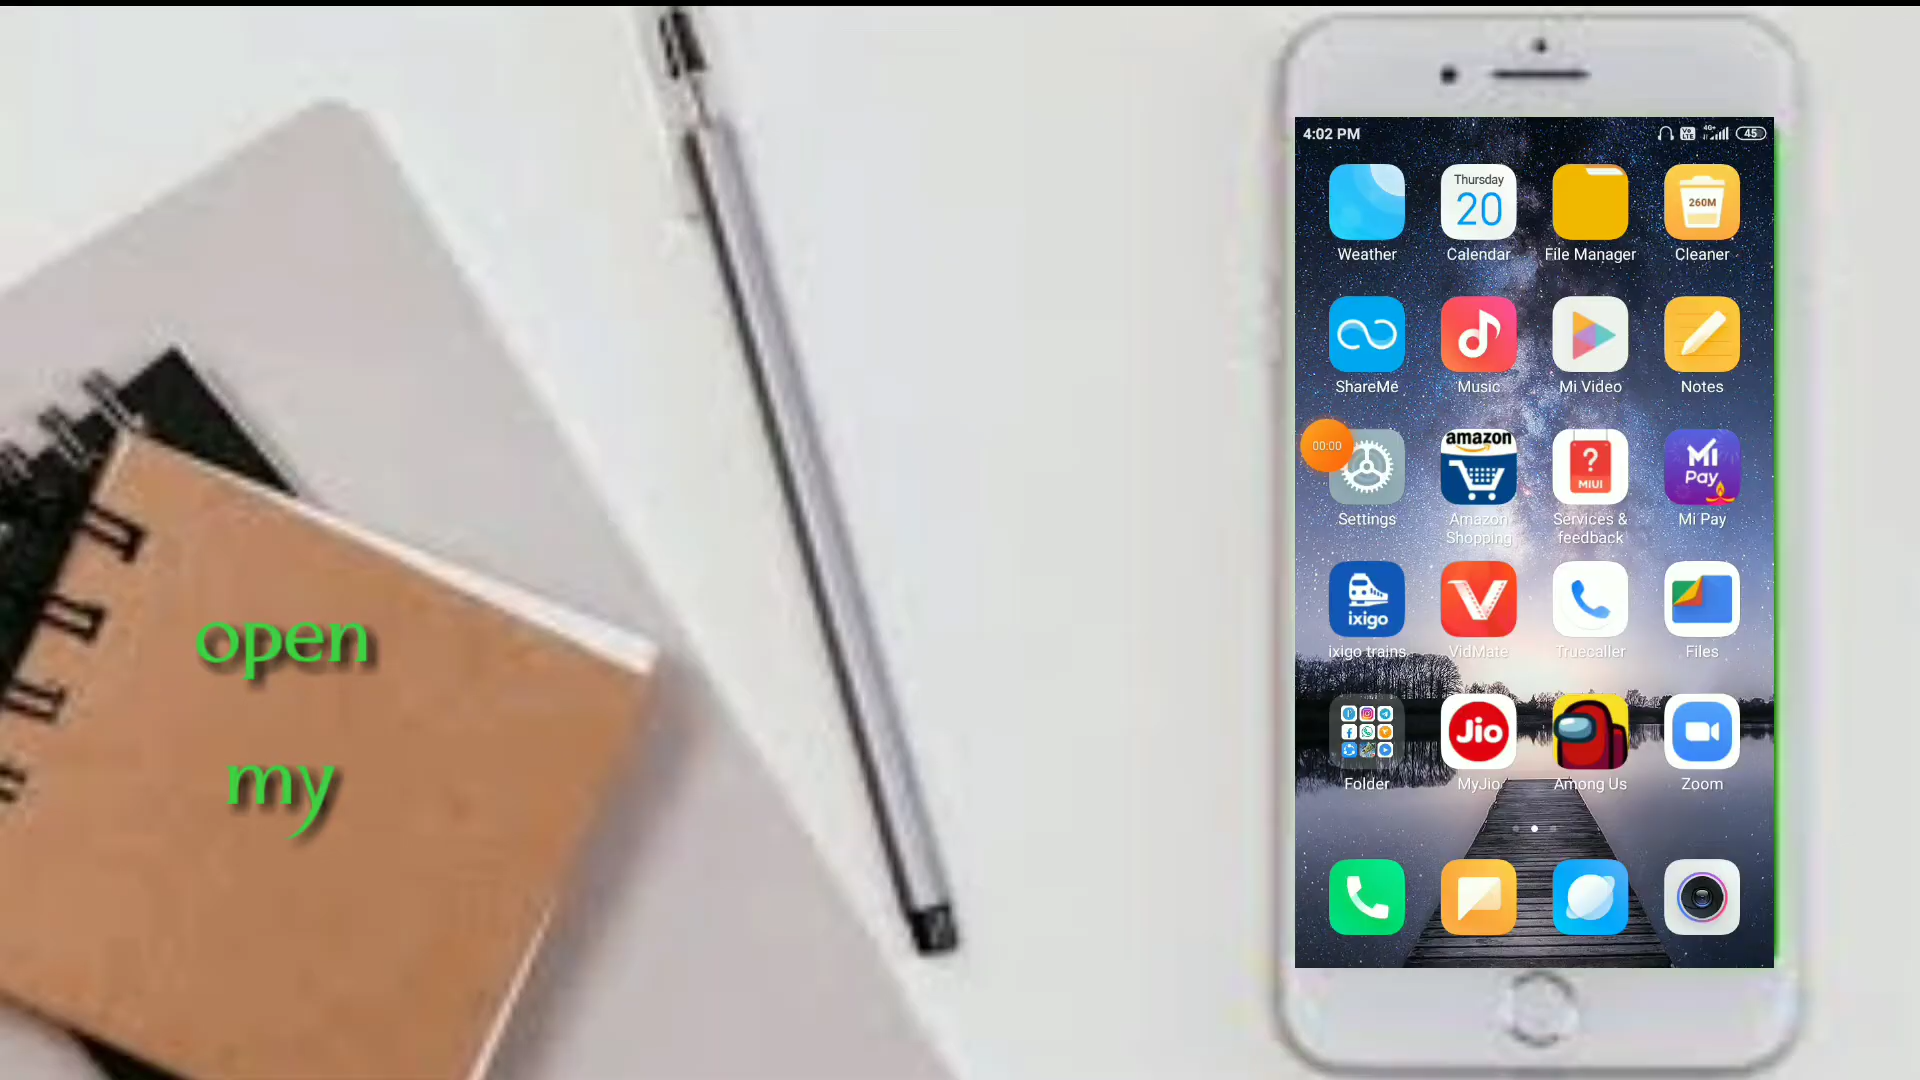 open
my
4:02 PM
45
Thursday
20
260M
Weather
Calendar
File Manager
Cleaner
ShareMe
Music
Mi Video
Notes
00:00
amazon
?
MIUI
Mi
Pay
Settings
Amazon
Shopping
Services &
feedback
Mi Pay
ixigo
ixigo trains
VidMate
Truecaller
Files
Jio
Folder
MyJio
Among Us
Zoom